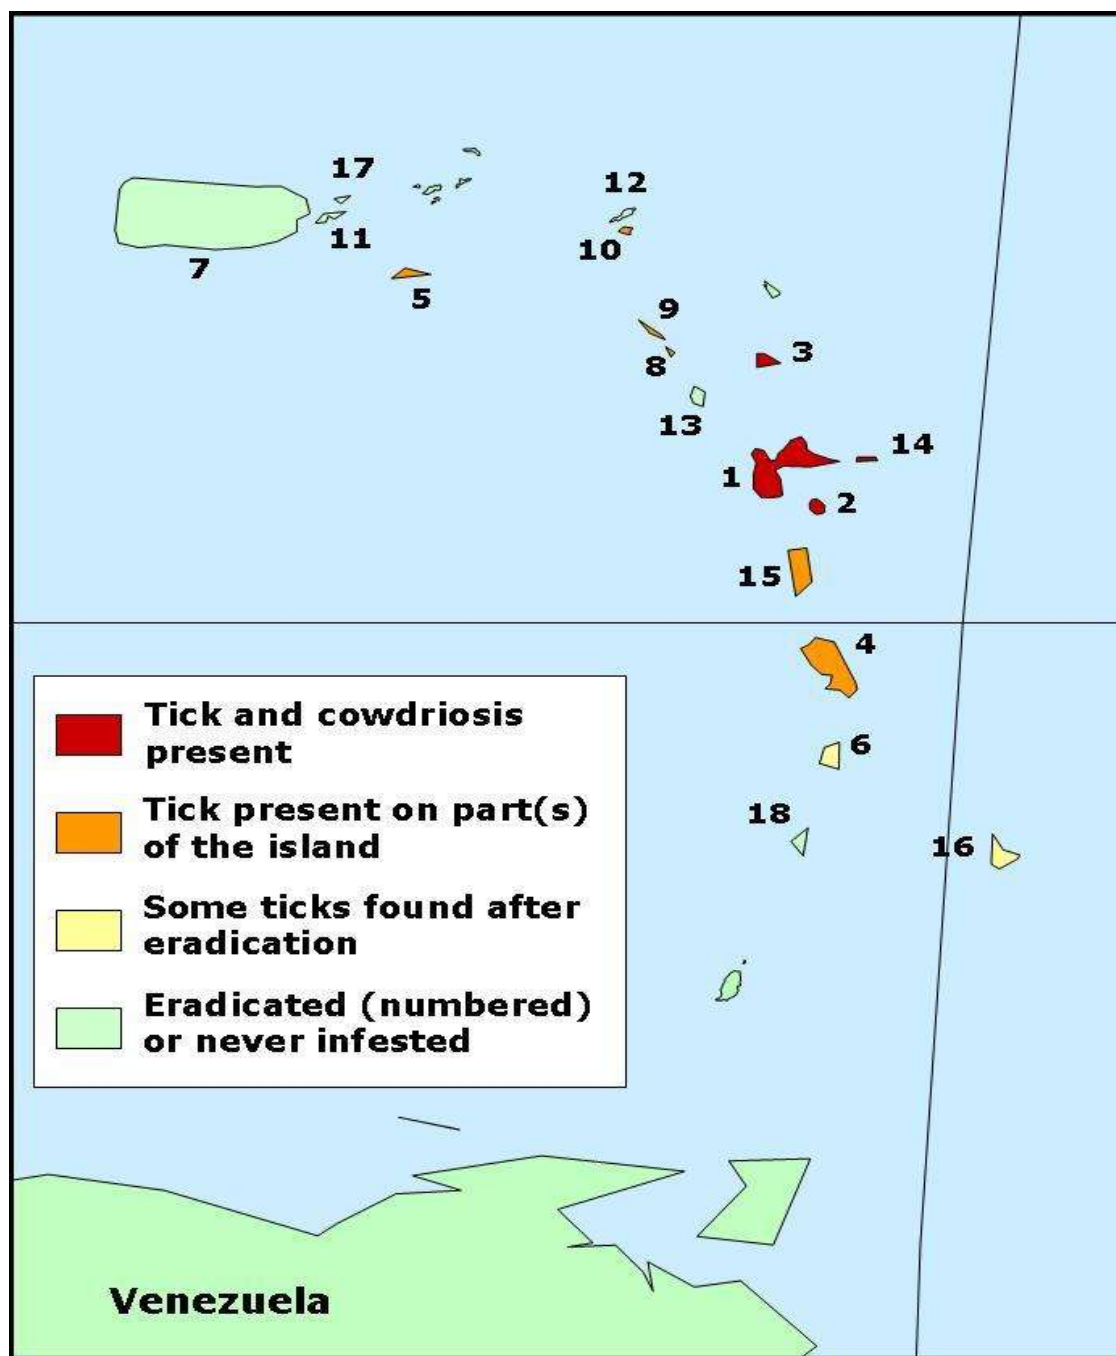 17
12
11
10
7
5
9
3
8
13
14
1
2
15
4
Tick and cowdriosis
present
6
Tick present on part(s)
of the island
18
16
Some ticks found after
eradication
Eradicated (numbered)
or never infested
Venezuela